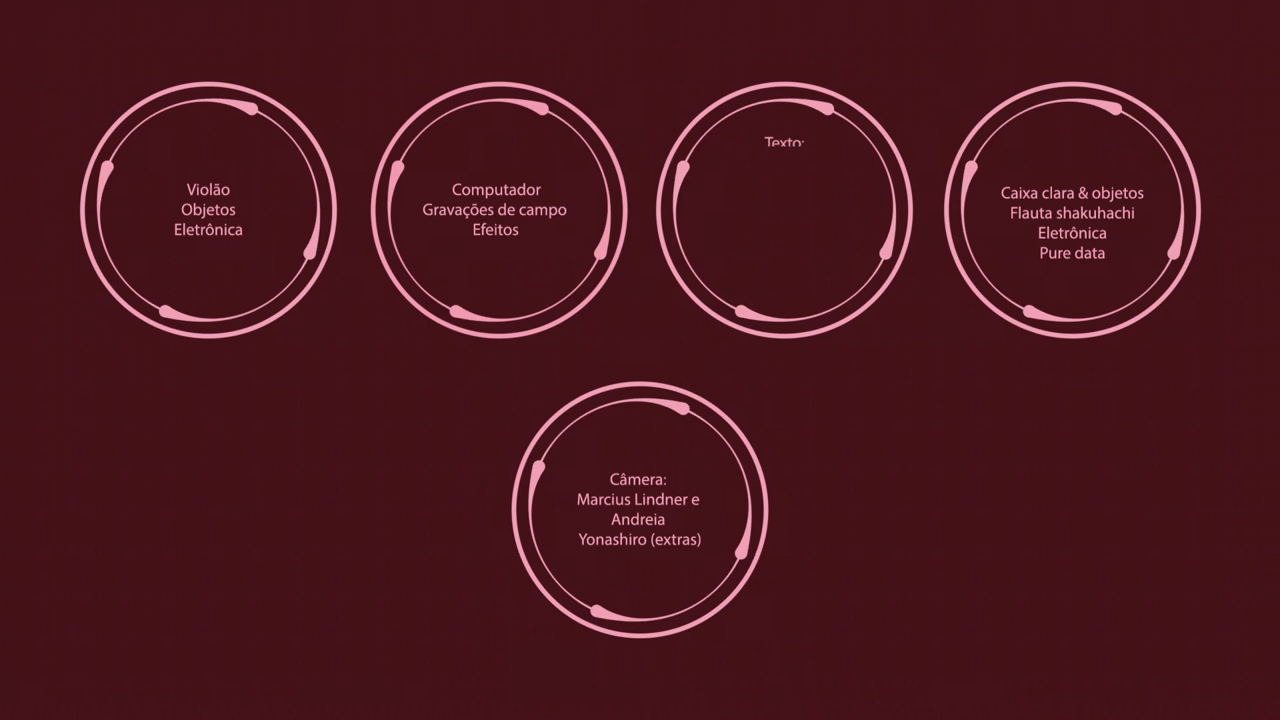 Violão
Objetos
Eletrônica
Computador
Gravações de campo
Efeitos
Texto:
Caixa clara & objetos
Flauta shakuhachi
Eletrônica
Pure data
Câmera:
Marcius Lindner e
Andreia
Yonashiro (extras)